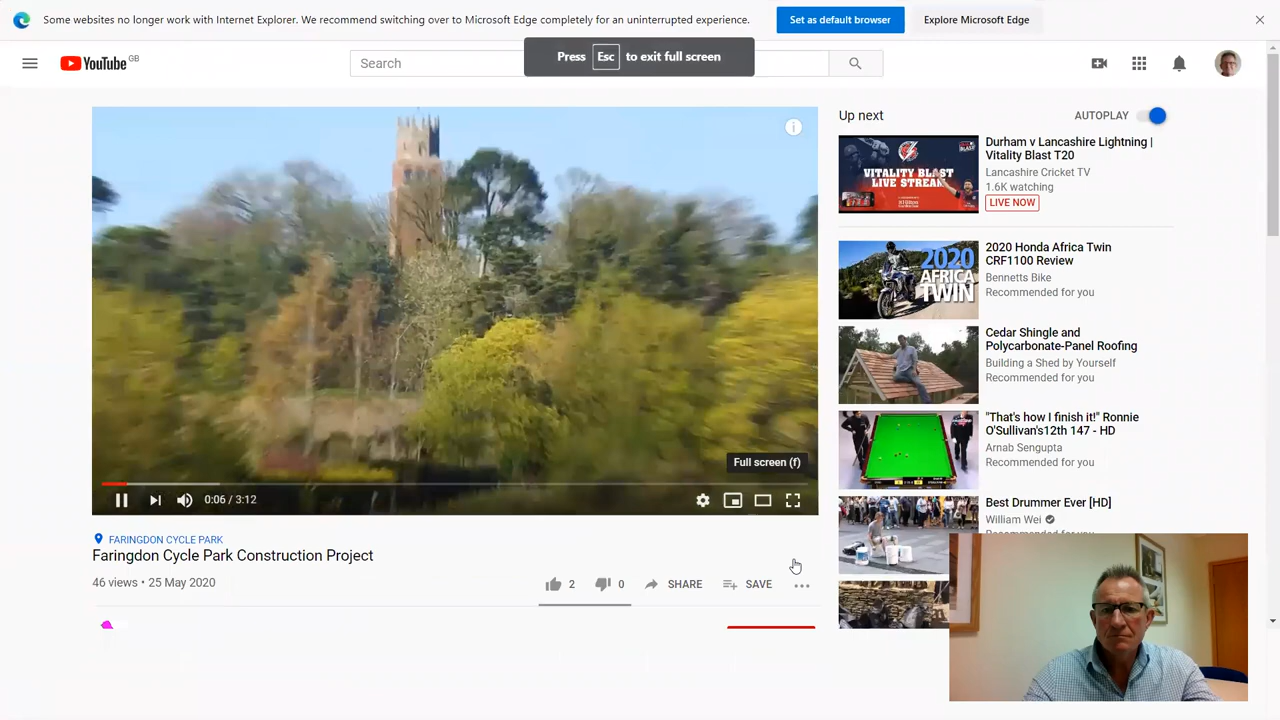 Some websites no longer work with Internet Explorer. We recommend switching over to Microsoft Edge completely for an uninterrupted experience.
Set as default browser
Explore Microsoft Edge
YouTube GB
Search
Press Esc to exit full screen
Up next
AUTOPLAY
VITALITY BLAST
LIVE STREAM
Durham v Lancashire Lightning |
Vitality Blast T20
Lancashire Cricket TV
1.6K watching
LIVE NOW
2020
AFRICA
TWIN
2020 Honda Africa Twin
CRF1100 Review
Bennetts Bike
Recommended for you
Cedar Shingle and
Polycarbonate-Panel Roofing
Building a Shed by Yourself
Recommended for you
"That's how I finish it!" Ronnie
O'Sullivan's12th 147 - HD
Arnab Sengupta
Recommended for you
Best Drummer Ever [HD]
William Wei
Recommended for you
Full screen (f)
0:06 / 3:12
FARINGDON CYCLE PARK
Faringdon Cycle Park Construction Project
46 views • 25 May 2020
2
0
SHARE
SAVE